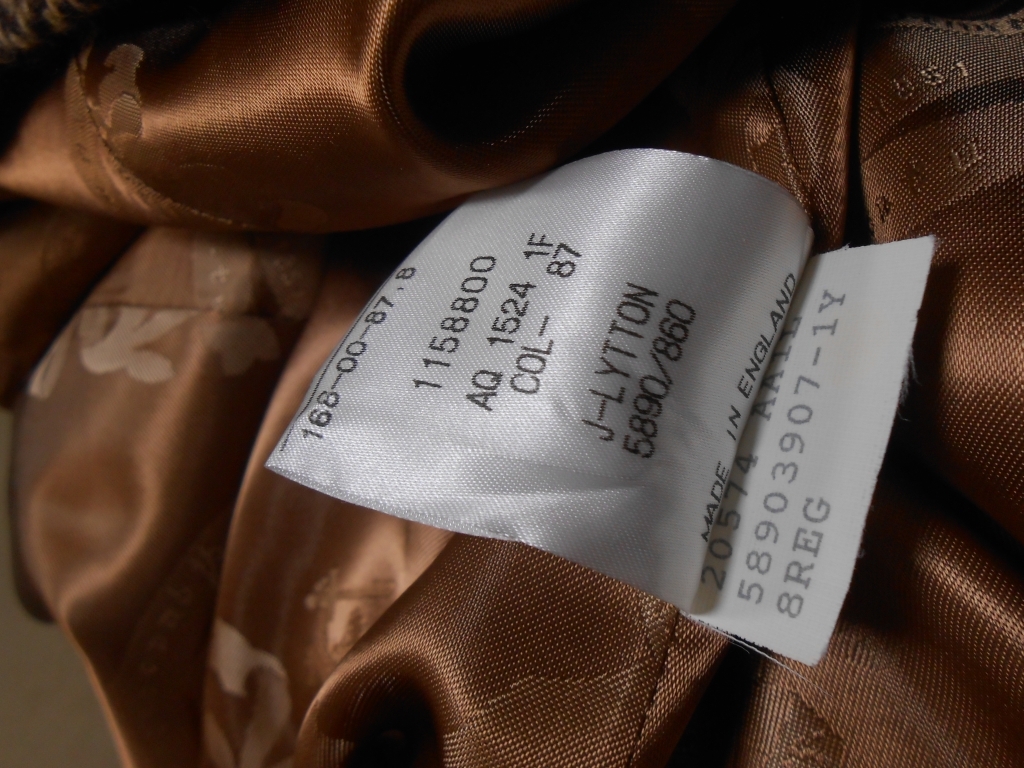 168-00-87.8
1158800
AQ 1524 1F
COL- 87
J-LYTTON
5890/860
MADE IN ENGLAND
20574
58903907-1Y
8REG